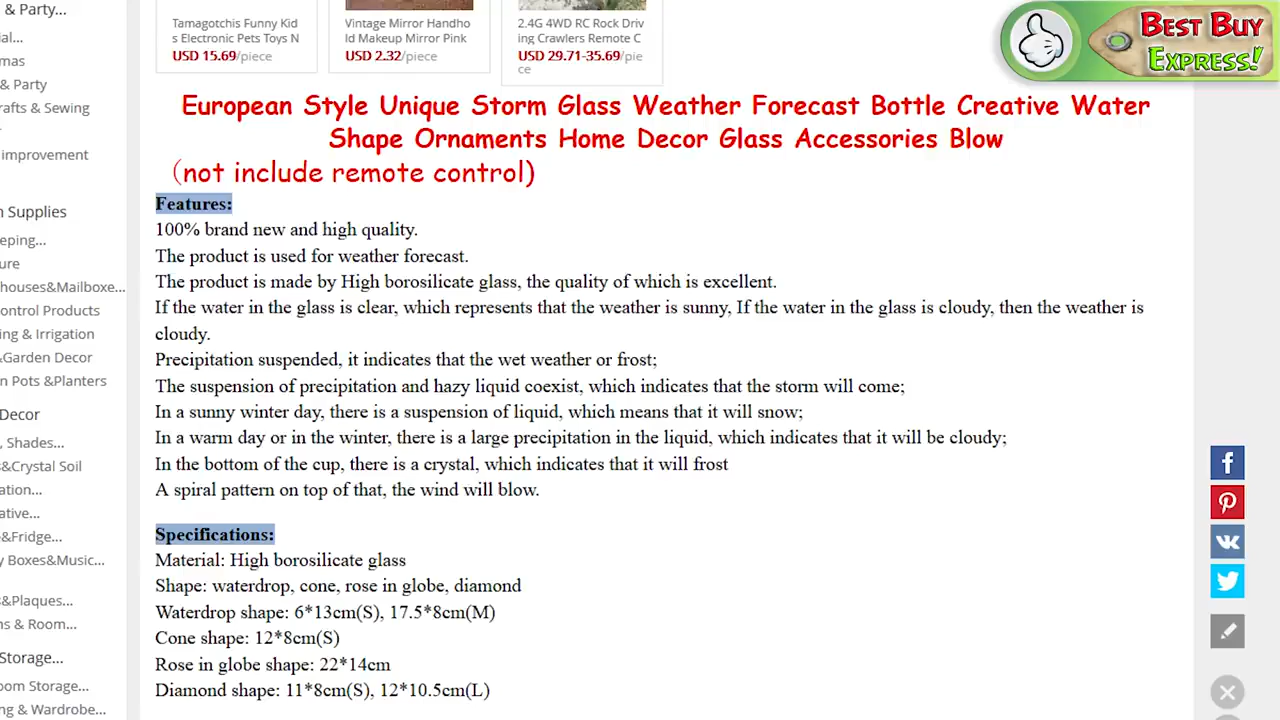 & Party...
al...
mas
& Party
rafts & Sewing
improvement
n Supplies
eping...
ure
houses&Mailboxe...
ontrol Products
ing & Irrigation
&Garden Decor
n Pots &Planters
Decor
, Shades...
s&Crystal Soil
ation...
ative...
&Fridge...
y Boxes&Music...
s&Plaques...
ns & Room...
Storage...
oom Storage...
ng & Wardrobe...
Tamagotchis Funny Kid
s Electronic Pets Toys N
USD 15.69/piece
Vintage Mirror Handho
ld Makeup Mirror Pink
USD 2.32/piece
2.4G 4WD RC Rock Driv
ing Crawlers Remote C
USD 29.71-35.69/pie
ce
BEST BUY
EXPRESS!
European Style Unique Storm Glass Weather Forecast Bottle Creative Water
Shape Ornaments Home Decor Glass Accessories Blow
（not include remote control)
Features:
100% brand new and high quality.
The product is used for weather forecast.
The product is made by High borosilicate glass, the quality of which is excellent.
If the water in the glass is clear, which represents that the weather is sunny, If the water in the glass is cloudy, then the weather is
cloudy.
Precipitation suspended, it indicates that the wet weather or frost;
The suspension of precipitation and hazy liquid coexist, which indicates that the storm will come;
In a sunny winter day, there is a suspension of liquid, which means that it will snow;
In a warm day or in the winter, there is a large precipitation in the liquid, which indicates that it will be cloudy;
In the bottom of the cup, there is a crystal, which indicates that it will frost
A spiral pattern on top of that, the wind will blow.
Specifications:
Material: High borosilicate glass
Shape: waterdrop, cone, rose in globe, diamond
Waterdrop shape: 6*13cm(S), 17.5*8cm(M)
Cone shape: 12*8cm(S)
Rose in globe shape: 22*14cm
Diamond shape: 11*8cm(S), 12*10.5cm(L)